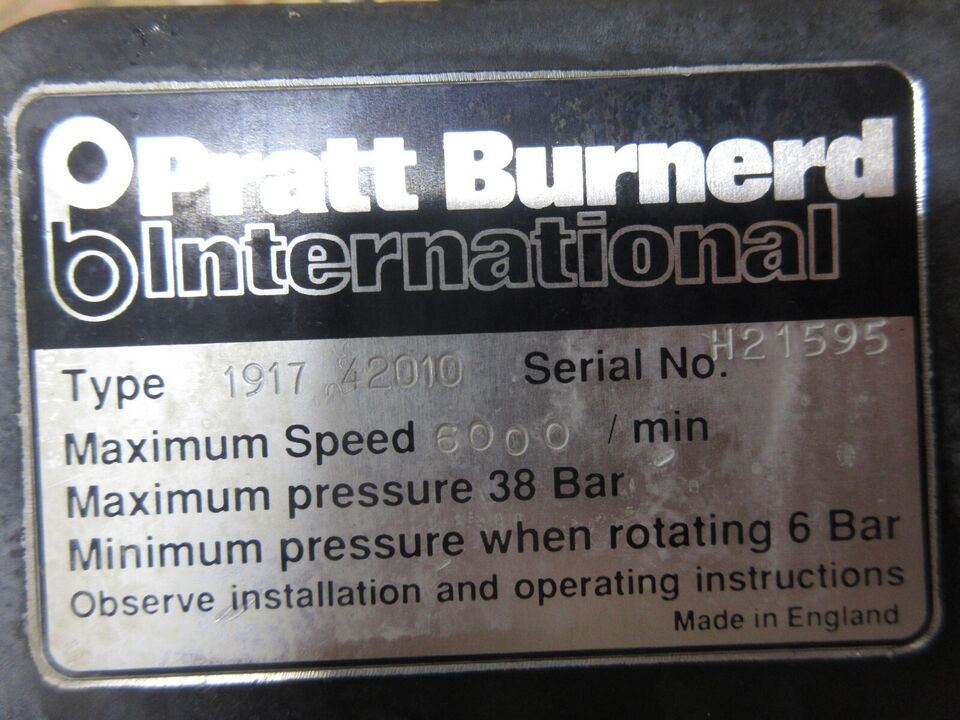 Pratt Burnerd
International
Type 1917 42010 Serial No. H21595
Maximum Speed 6000 / min
Maximum pressure 38 Bar
Minimum pressure when rotating 6 Bar
Observe installation and operating instructions
Made in England